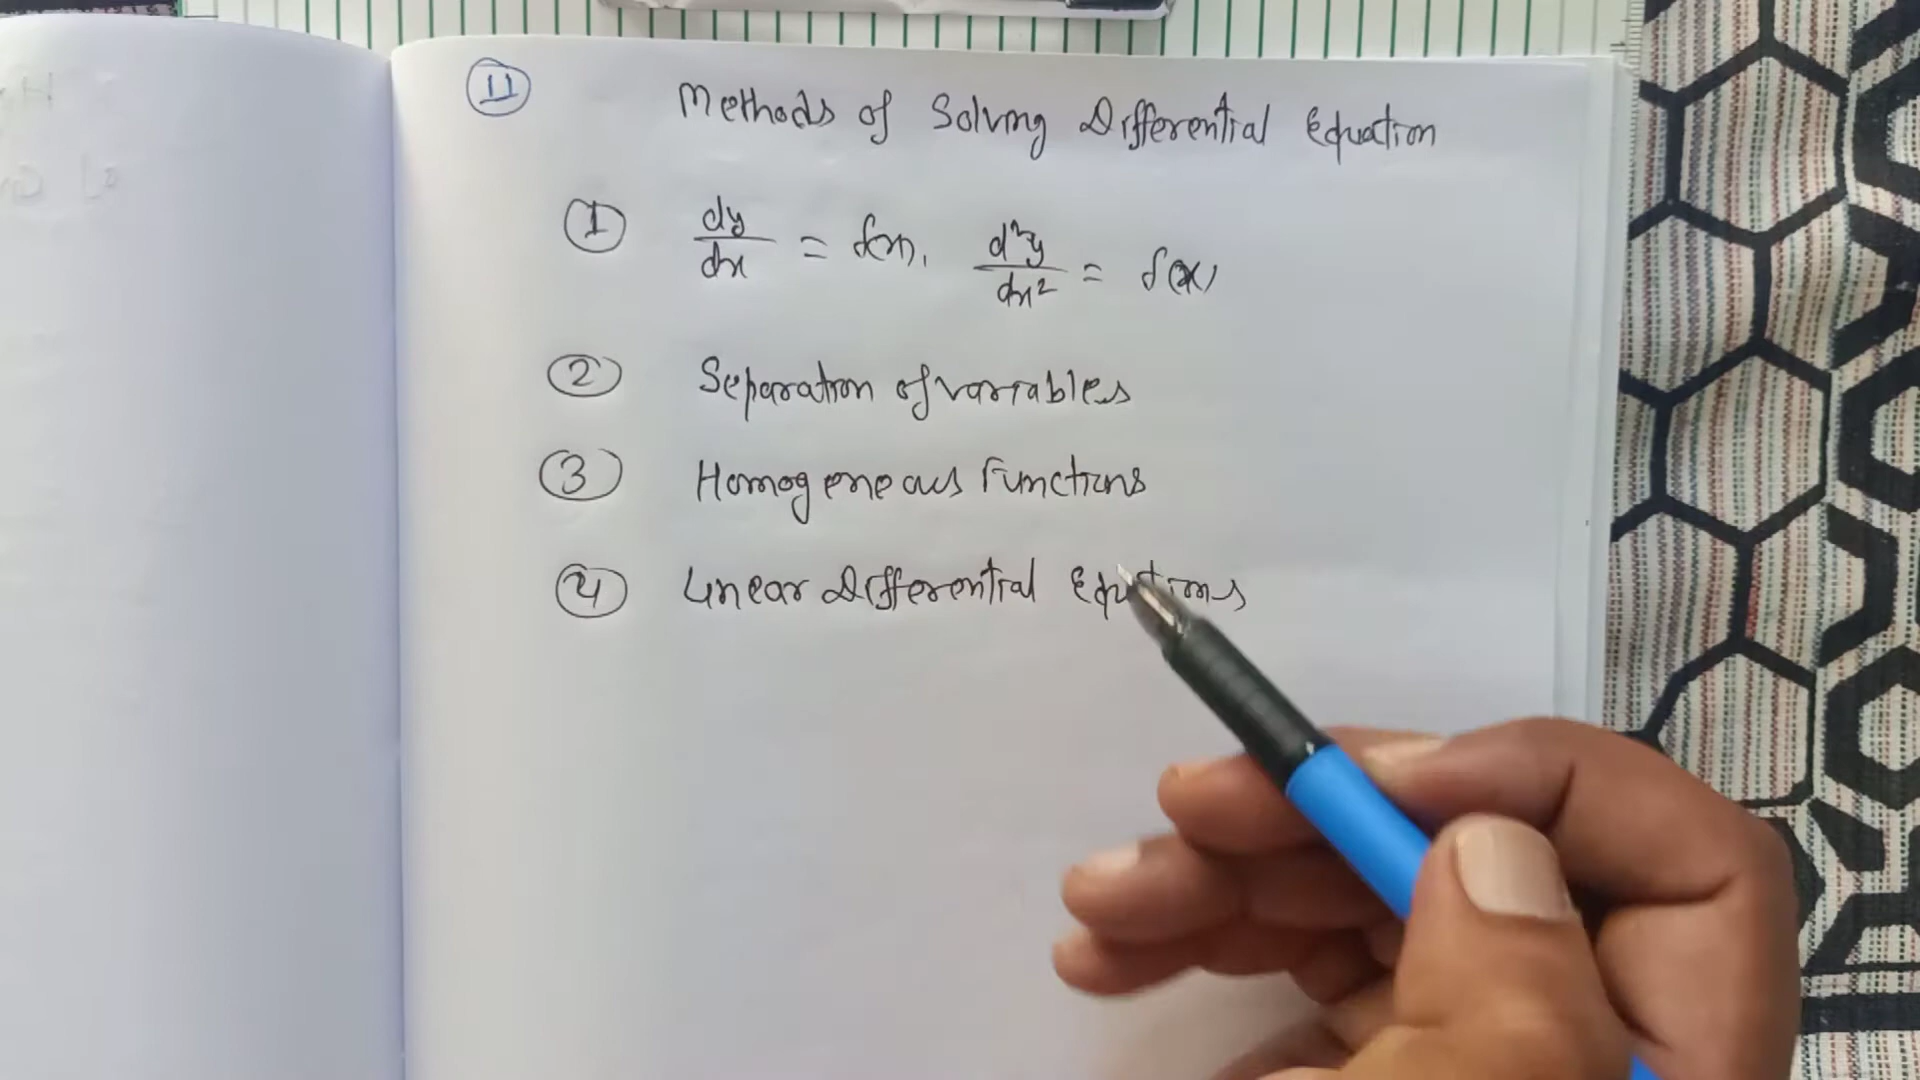 11 Methods of Solving Differential Equation
1 dy/dx = f(x), d²y/dx² = f(x)
2 Separation of variables
3 Homogeneous Functions
4 Linear Differential Equations